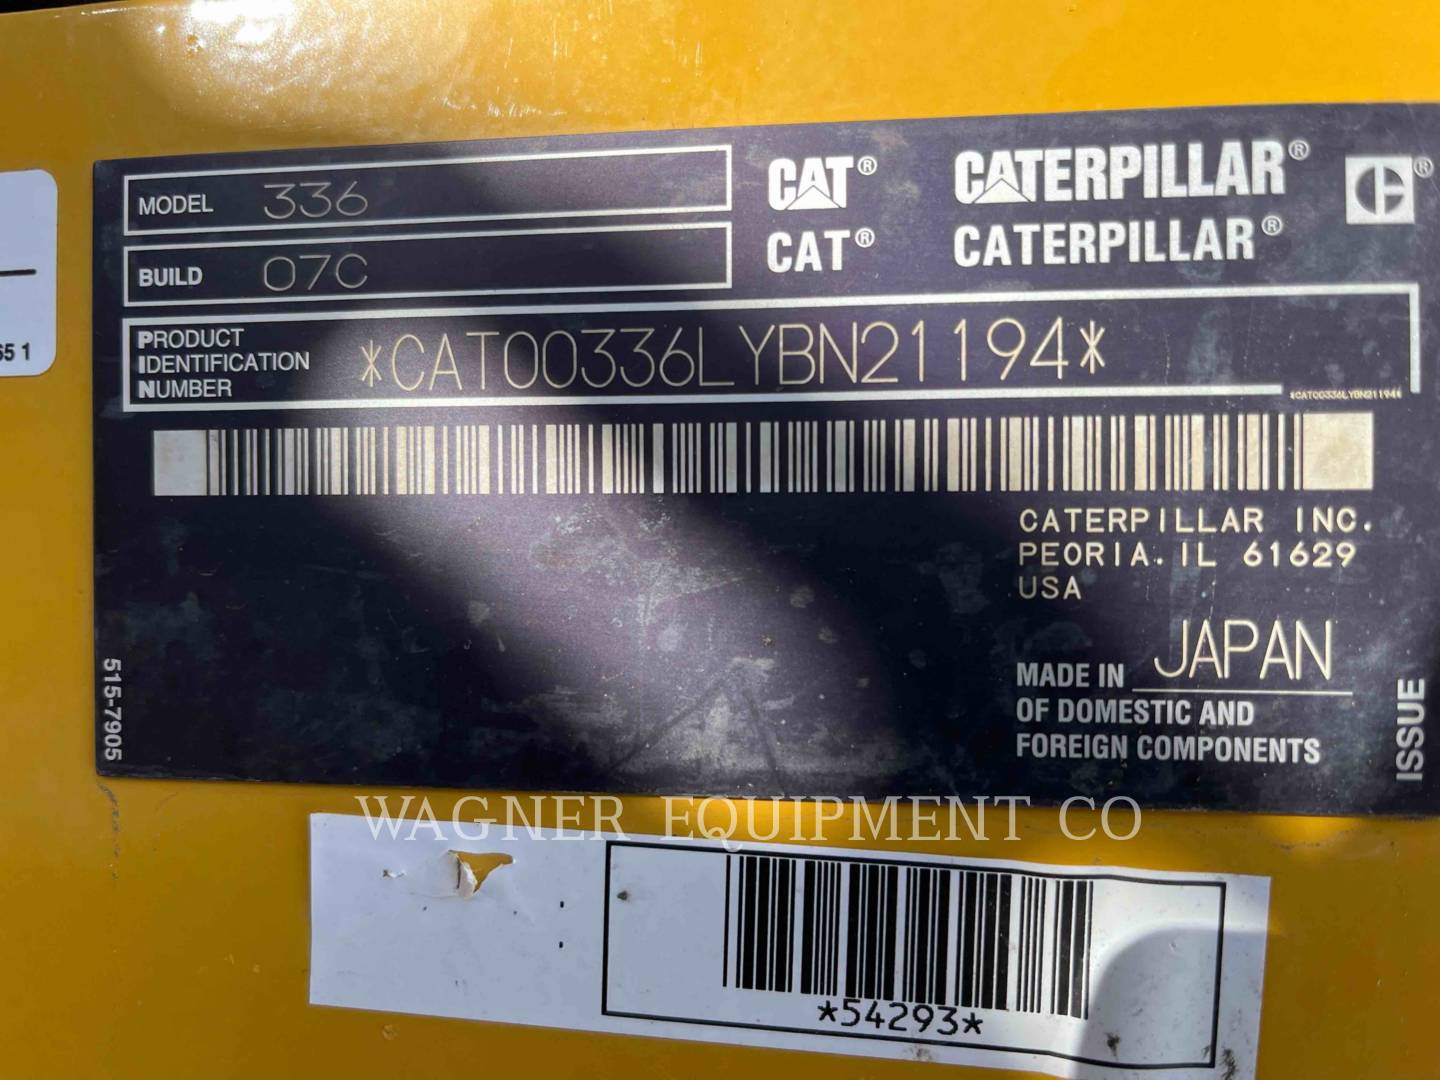 MODEL 336
BUILD 07C
CAT® CATERPILLAR® ®
CAT® CATERPILLAR®
PRODUCT
IDENTIFICATION
NUMBER
*CAT00336LYBN21194*
*CAT00336LYBN21194*
CATERPILLAR INC.
PEORIA. IL 61629
USA
MADE IN JAPAN
OF DOMESTIC AND
FOREIGN COMPONENTS
515-7905
ISSUE
WAGNER EQUIPMENT CO
*54293*